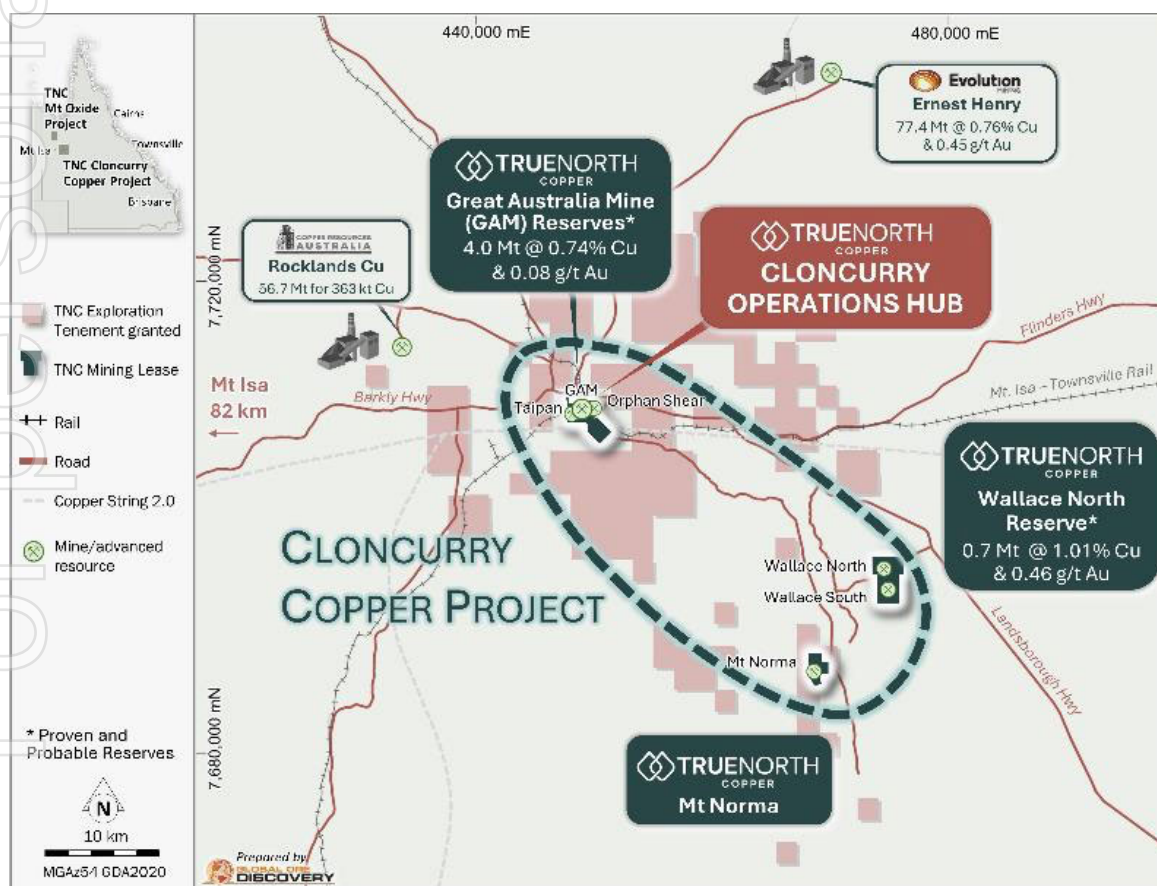 440,000 mE
480,000 mE
TNC
Mt Oxide
Project
Cairns
Townsville
Mt Isa
TNC Cloncurry
Copper Project
Brisbane
Evolution
MINING
Ernest Henry
77.4 Mt @ 0.76% Cu
& 0.45 g/t Au
TRUENORTH
COPPER
Great Australia Mine
(GAM) Reserves*
4.0 Mt @ 0.74% Cu
& 0.08 g/t Au
COPPER RESOURCES
AUSTRALIA
Rocklands Cu
56.7 Mt for 363 kt Cu
TRUENORTH
COPPER
CLONCURRY
OPERATIONS HUB
7,720,000 mN
TNC Exploration
Tenement granted
TNC Mining Lease
Rail
Road
Copper String 2.0
Mine/advanced
resource
Mt Isa
82 km
Barkly Hwy
Flinders Hwy
Mt. Isa - Townsville Rail
GAM
Taipan
Orphan Shear
TRUENORTH
COPPER
Wallace North
Reserve*
0.7 Mt @ 1.01% Cu
& 0.46 g/t Au
CLONCURRY
COPPER PROJECT
Wallace North
Wallace South
Mt Norma
Landsborough Hwy
7,680,000 mN
TRUENORTH
COPPER
Mt Norma
* Proven and
Probable Reserves
N
10 km
MGAz54 GDA2020
Prepared by
GLOBAL ORE
DISCOVERY